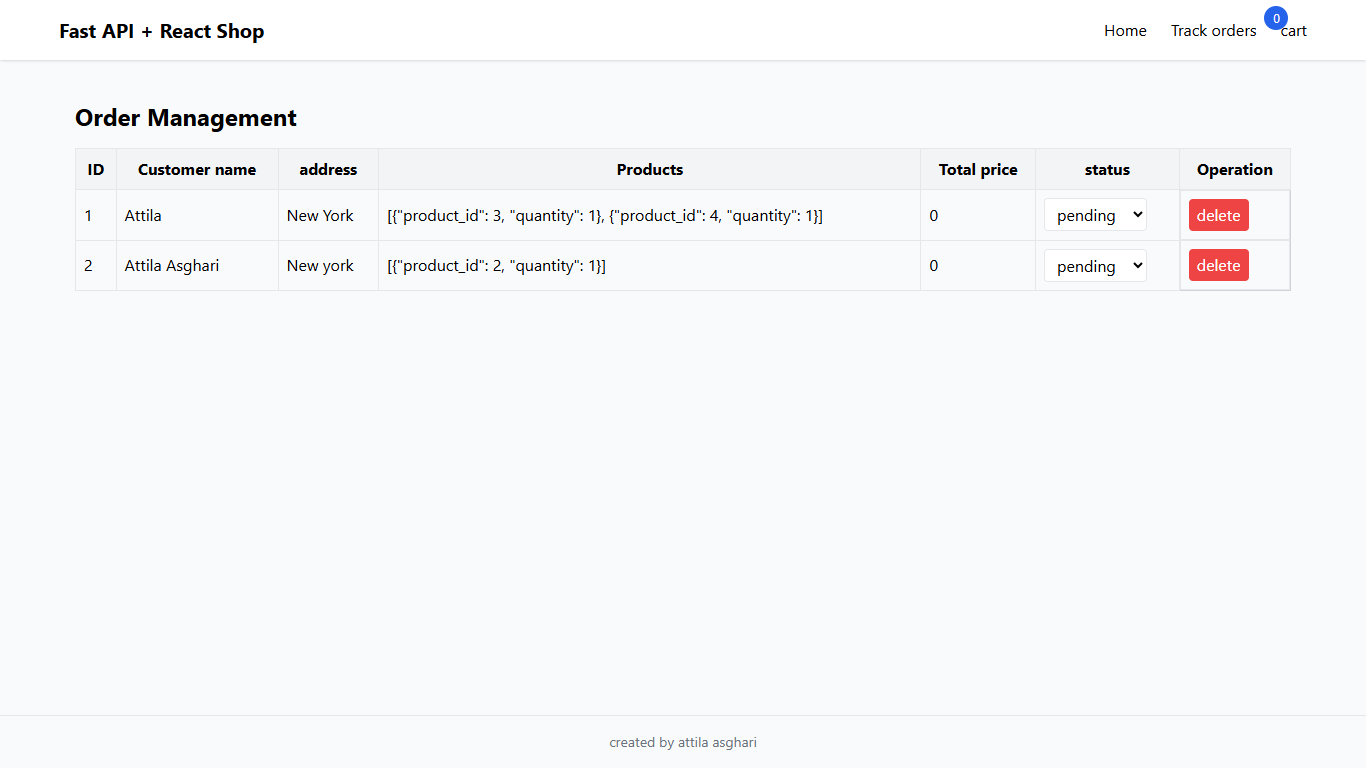 Fast API + React Shop
Home Track orders 0 cart
Order Management
ID Customer name address Products Total price status Operation
1 Attila New York [{"product_id": 3, "quantity": 1}, {"product_id": 4, "quantity": 1}] 0 pending delete
2 Attila Asghari New york [{"product_id": 2, "quantity": 1}] 0 pending delete
created by attila asghari